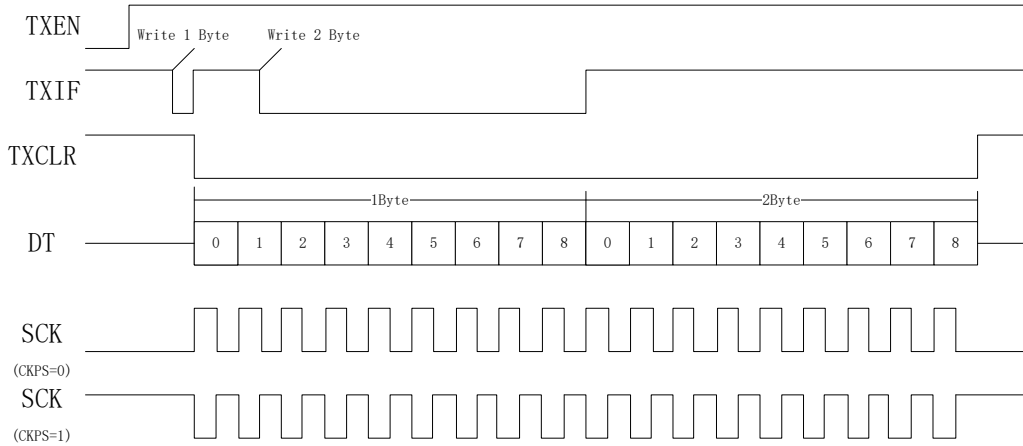 TXEN
Write 1 Byte Write 2 Byte
TXIF
TXCLR
1Byte 2Byte
DT 0 1 2 3 4 5 6 7 8 0 1 2 3 4 5 6 7 8
SCK
(CKPS=0)
SCK
(CKPS=1)